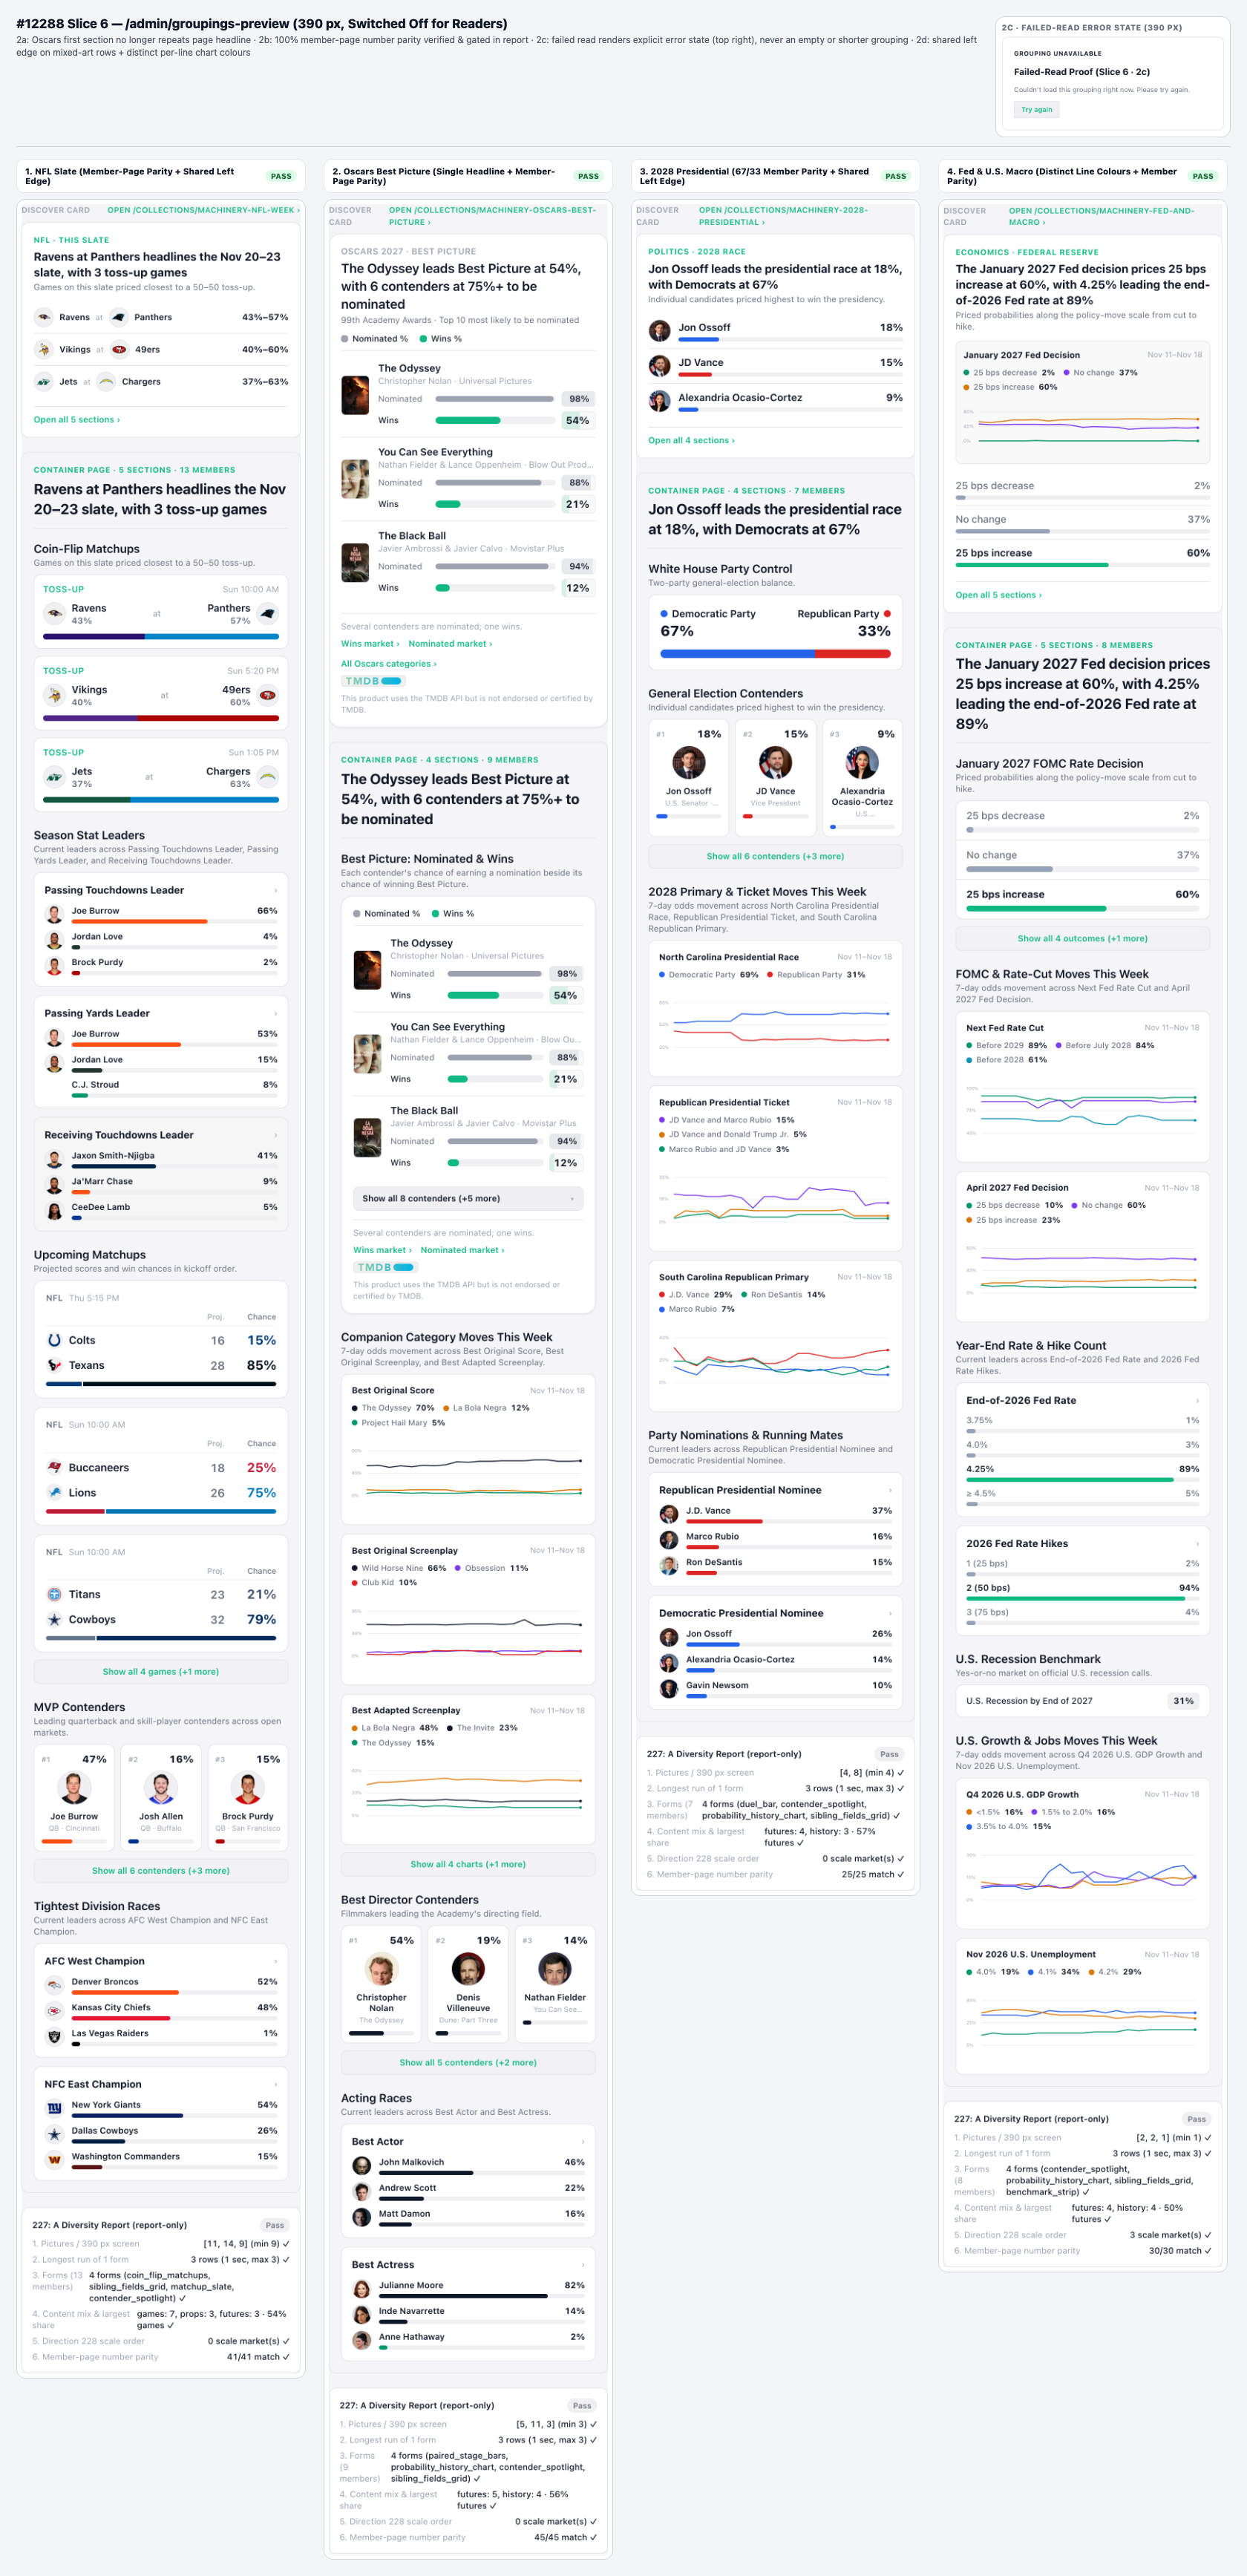 #12288 Slice 6 — /admin/groupings-preview (390 px, Switched Off for Readers)
2a: Oscars first section no longer repeats page headline · 2b: 100% member-page number parity verified & gated in report · 2c: failed read renders explicit error state (top right), never an empty or shorter grouping · 2d: shared left
edge on mixed-art rows + distinct per-line chart colours
2C · FAILED-READ ERROR STATE (390 PX)
GROUPING UNAVAILABLE
Failed-Read Proof (Slice 6 · 2c)
Couldn't load this grouping right now. Please try again.
Try again
1. NFL Slate (Member-Page Parity + Shared Left
Edge)
PASS
DISCOVER CARD
OPEN /COLLECTIONS/MACHINERY-NFL-WEEK ›
NFL · THIS SLATE
Ravens at Panthers headlines the Nov 20–23
slate, with 3 toss-up games
Games on this slate priced closest to a 50–50 toss-up.
Ravens at Panthers 43%–57%
Vikings at 49ers 40%–60%
Jets at Chargers 37%–63%
Open all 5 sections ›
CONTAINER PAGE · 5 SECTIONS · 13 MEMBERS
Ravens at Panthers headlines the Nov
20–23 slate, with 3 toss-up games
Coin-Flip Matchups
Games on this slate priced closest to a 50–50 toss-up.
TOSS-UP Sun 10:00 AM
Ravens at Panthers
43% 57%
TOSS-UP Sun 5:20 PM
Vikings at 49ers
40% 60%
TOSS-UP Sun 1:05 PM
Jets at Chargers
37% 63%
Season Stat Leaders
Current leaders across Passing Touchdowns Leader, Passing
Yards Leader, and Receiving Touchdowns Leader.
Passing Touchdowns Leader ›
Joe Burrow 66%
Jordan Love 4%
Brock Purdy 2%
Passing Yards Leader ›
Joe Burrow 53%
Jordan Love 15%
C.J. Stroud 8%
Receiving Touchdowns Leader ›
Jaxon Smith-Njigba 41%
Ja'Marr Chase 9%
CeeDee Lamb 5%
Upcoming Matchups
Projected scores and win chances in kickoff order.
NFL Thu 5:15 PM
Proj. Chance
Colts 16 15%
Texans 28 85%
NFL Sun 10:00 AM
Proj. Chance
Buccaneers 18 25%
Lions 26 75%
NFL Sun 10:00 AM
Proj. Chance
Titans 23 21%
Cowboys 32 79%
Show all 4 games (+1 more)
MVP Contenders
Leading quarterback and skill-player contenders across open
markets.
#1 47%
Joe Burrow
QB · Cincinnati
#2 16%
Josh Allen
QB · Buffalo
#3 15%
Brock Purdy
QB · San Francisco
Show all 6 contenders (+3 more)
Tightest Division Races
Current leaders across AFC West Champion and NFC East
Champion.
AFC West Champion ›
Denver Broncos 52%
Kansas City Chiefs 48%
Las Vegas Raiders 1%
NFC East Champion ›
New York Giants 54%
Dallas Cowboys 26%
Washington Commanders 15%
227: A Diversity Report (report-only) Pass
1. Pictures / 390 px screen [11, 14, 9] (min 9) ✓
2. Longest run of 1 form 3 rows (1 sec, max 3) ✓
3. Forms (13 members) 4 forms (coin_flip_matchups, sibling_fields_grid, matchup_slate, contender_spotlight) ✓
4. Content mix & largest share games: 7, props: 3, futures: 3 · 54% games ✓
5. Direction 228 scale order 0 scale market(s) ✓
6. Member-page number parity 41/41 match ✓
2. Oscars Best Picture (Single Headline + Member-
Page Parity)
PASS
DISCOVER CARD
OPEN /COLLECTIONS/MACHINERY-OSCARS-BEST-
PICTURE ›
OSCARS 2027 · BEST PICTURE
The Odyssey leads Best Picture at 54%,
with 6 contenders at 75%+ to be
nominated
99th Academy Awards · Top 10 most likely to be nominated
Nominated % Wins %
The Odyssey
Christopher Nolan · Universal Pictures
Nominated 98%
Wins 54%
You Can See Everything
Nathan Fielder & Lance Oppenheim · Blow Out Prod...
Nominated 88%
Wins 21%
The Black Ball
Javier Ambrossi & Javier Calvo · Movistar Plus
Nominated 94%
Wins 12%
Several contenders are nominated; one wins.
Wins market › Nominated market ›
All Oscars categories ›
TMDB
This product uses the TMDB API but is not endorsed or certified by
TMDB.
CONTAINER PAGE · 4 SECTIONS · 9 MEMBERS
The Odyssey leads Best Picture at
54%, with 6 contenders at 75%+ to
be nominated
Best Picture: Nominated & Wins
Each contender's chance of earning a nomination beside its
chance of winning Best Picture.
Nominated % Wins %
The Odyssey
Christopher Nolan · Universal Pictures
Nominated 98%
Wins 54%
You Can See Everything
Nathan Fielder & Lance Oppenheim · Blow Ou...
Nominated 88%
Wins 21%
The Black Ball
Javier Ambrossi & Javier Calvo · Movistar Plus
Nominated 94%
Wins 12%
Show all 8 contenders (+5 more)
Several contenders are nominated; one wins.
Wins market › Nominated market ›
TMDB
This product uses the TMDB API but is not endorsed or
certified by TMDB.
Companion Category Moves This Week
7-day odds movement across Best Original Score, Best
Original Screenplay, and Best Adapted Screenplay.
Best Original Score Nov 11–Nov 18
The Odyssey 70% La Bola Negra 12%
Project Hail Mary 5%
Best Original Screenplay Nov 11–Nov 18
Wild Horse Nine 66% Obsession 11%
Club Kid 10%
Best Adapted Screenplay Nov 11–Nov 18
La Bola Negra 48% The Invite 23%
The Odyssey 15%
Show all 4 charts (+1 more)
Best Director Contenders
Filmmakers leading the Academy's directing field.
#1 54%
Christopher Nolan
The Odyssey
#2 19%
Denis Villeneuve
Dune: Part Three
#3 14%
Nathan Fielder
You Can See...
Show all 5 contenders (+2 more)
Acting Races
Current leaders across Best Actor and Best Actress.
Best Actor ›
John Malkovich 46%
Andrew Scott 22%
Matt Damon 16%
Best Actress ›
Julianne Moore 82%
Inde Navarrette 14%
Anne Hathaway 2%
227: A Diversity Report (report-only) Pass
1. Pictures / 390 px screen [5, 11, 3] (min 3) ✓
2. Longest run of 1 form 3 rows (1 sec, max 3) ✓
3. Forms (9 members) 4 forms (paired_stage_bars, probability_history_chart, contender_spotlight, sibling_fields_grid) ✓
4. Content mix & largest share futures: 5, history: 4 · 56% futures ✓
5. Direction 228 scale order 0 scale market(s) ✓
6. Member-page number parity 45/45 match ✓
3. 2028 Presidential (67/33 Member Parity + Shared
Left Edge)
PASS
DISCOVER CARD
OPEN /COLLECTIONS/MACHINERY-2028-
PRESIDENTIAL ›
POLITICS · 2028 RACE
Jon Ossoff leads the presidential race at 18%,
with Democrats at 67%
Individual candidates priced highest to win the presidency.
Jon Ossoff 18%
JD Vance 15%
Alexandria Ocasio-Cortez 9%
Open all 4 sections ›
CONTAINER PAGE · 4 SECTIONS · 7 MEMBERS
Jon Ossoff leads the presidential race
at 18%, with Democrats at 67%
White House Party Control
Two-party general-election balance.
Democratic Party Republican Party
67% 33%
General Election Contenders
Individual candidates priced highest to win the presidency.
#1 18%
Jon Ossoff
U.S. Senator ·...
#2 15%
JD Vance
Vice President
#3 9%
Alexandria Ocasio-Cortez
U.S....
Show all 6 contenders (+3 more)
2028 Primary & Ticket Moves This Week
7-day odds movement across North Carolina Presidential
Race, Republican Presidential Ticket, and South Carolina
Republican Primary.
North Carolina Presidential Race Nov 11–Nov 18
Democratic Party 69% Republican Party 31%
Republican Presidential Ticket Nov 11–Nov 18
JD Vance and Marco Rubio 15%
JD Vance and Donald Trump Jr. 5%
Marco Rubio and JD Vance 3%
South Carolina Republican Primary Nov 11–Nov 18
J.D. Vance 29% Ron DeSantis 14%
Marco Rubio 7%
Party Nominations & Running Mates
Current leaders across Republican Presidential Nominee and
Democratic Presidential Nominee.
Republican Presidential Nominee ›
J.D. Vance 37%
Marco Rubio 16%
Ron DeSantis 15%
Democratic Presidential Nominee ›
Jon Ossoff 26%
Alexandria Ocasio-Cortez 14%
Gavin Newsom 10%
227: A Diversity Report (report-only) Pass
1. Pictures / 390 px screen [4, 8] (min 4) ✓
2. Longest run of 1 form 3 rows (1 sec, max 3) ✓
3. Forms (7 members) 4 forms (duel_bar, contender_spotlight, probability_history_chart, sibling_fields_grid) ✓
4. Content mix & largest share futures: 4, history: 3 · 57% futures ✓
5. Direction 228 scale order 0 scale market(s) ✓
6. Member-page number parity 25/25 match ✓
4. Fed & U.S. Macro (Distinct Line Colours + Member
Parity)
PASS
DISCOVER CARD
OPEN /COLLECTIONS/MACHINERY-FED-AND-
MACRO ›
ECONOMICS · FEDERAL RESERVE
The January 2027 Fed decision prices 25 bps
increase at 60%, with 4.25% leading the end-
of-2026 Fed rate at 89%
Priced probabilities along the policy-move scale from cut to
hike.
January 2027 Fed Decision Nov 11–Nov 18
25 bps decrease 2% No change 37%
25 bps increase 60%
25 bps decrease 2%
No change 37%
25 bps increase 60%
Open all 5 sections ›
CONTAINER PAGE · 5 SECTIONS · 8 MEMBERS
The January 2027 Fed decision prices
25 bps increase at 60%, with 4.25%
leading the end-of-2026 Fed rate at
89%
January 2027 FOMC Rate Decision
Priced probabilities along the policy-move scale from cut to
hike.
25 bps decrease 2%
No change 37%
25 bps increase 60%
Show all 4 outcomes (+1 more)
FOMC & Rate-Cut Moves This Week
7-day odds movement across Next Fed Rate Cut and April
2027 Fed Decision.
Next Fed Rate Cut Nov 11–Nov 18
Before 2029 89% Before July 2028 84%
Before 2028 61%
April 2027 Fed Decision Nov 11–Nov 18
25 bps decrease 10% No change 60%
25 bps increase 23%
Year-End Rate & Hike Count
Current leaders across End-of-2026 Fed Rate and 2026 Fed
Rate Hikes.
End-of-2026 Fed Rate ›
3.75% 1%
4.0% 3%
4.25% 89%
≥ 4.5% 5%
2026 Fed Rate Hikes ›
1 (25 bps) 2%
2 (50 bps) 94%
3 (75 bps) 4%
U.S. Recession Benchmark
Yes-or-no market on official U.S. recession calls.
U.S. Recession by End of 2027 31%
U.S. Growth & Jobs Moves This Week
7-day odds movement across Q4 2026 U.S. GDP Growth and
Nov 2026 U.S. Unemployment.
Q4 2026 U.S. GDP Growth Nov 11–Nov 18
<1.5% 16% 1.5% to 2.0% 16%
3.5% to 4.0% 15%
Nov 2026 U.S. Unemployment Nov 11–Nov 18
4.0% 19% 4.1% 34% 4.2% 29%
227: A Diversity Report (report-only) Pass
1. Pictures / 390 px screen [2, 2, 1] (min 1) ✓
2. Longest run of 1 form 3 rows (1 sec, max 3) ✓
3. Forms (8 members) 4 forms (contender_spotlight, probability_history_chart, sibling_fields_grid, benchmark_strip) ✓
4. Content mix & largest share futures: 4, history: 4 · 50% futures ✓
5. Direction 228 scale order 3 scale market(s) ✓
6. Member-page number parity 30/30 match ✓